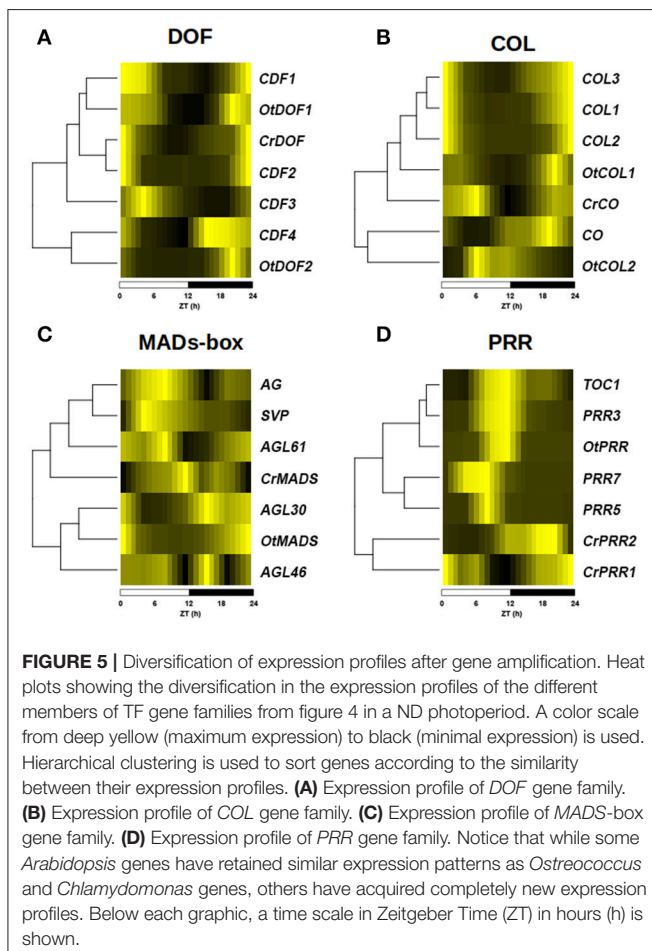 A
DOF
CDF1
OtDOF1
CrDOF
CDF2
CDF3
CDF4
OtDOF2
0 6 12 18 24
ZT (h)
B
COL
COL3
COL1
COL2
OtCOL1
CrCO
CO
OtCOL2
0 6 12 18 24
ZT (h)
C
MADs-box
AG
SVP
AGL61
CrMADS
AGL30
OtMADS
AGL46
0 6 12 18 24
ZT (h)
D
PRR
TOC1
PRR3
OtPRR
PRR7
PRR5
CrPRR2
CrPRR1
0 6 12 18 24
ZT (h)
FIGURE 5 | Diversification of expression profiles after gene amplification. Heat
plots showing the diversification in the expression profiles of the different
members of TF gene families from figure 4 in a ND photoperiod. A color scale
from deep yellow (maximum expression) to black (minimal expression) is used.
Hierarchical clustering is used to sort genes according to the similarity
between their expression profiles. (A) Expression profile of DOF gene family.
(B) Expression profile of COL gene family. (C) Expression profile of MADS-box
gene family. (D) Expression profile of PRR gene family. Notice that while some
Arabidopsis genes have retained similar expression patterns as Ostreococcus
and Chlamydomonas genes, others have acquired completely new expression
profiles. Below each graphic, a time scale in Zeitgeber Time (ZT) in hours (h) is
shown.